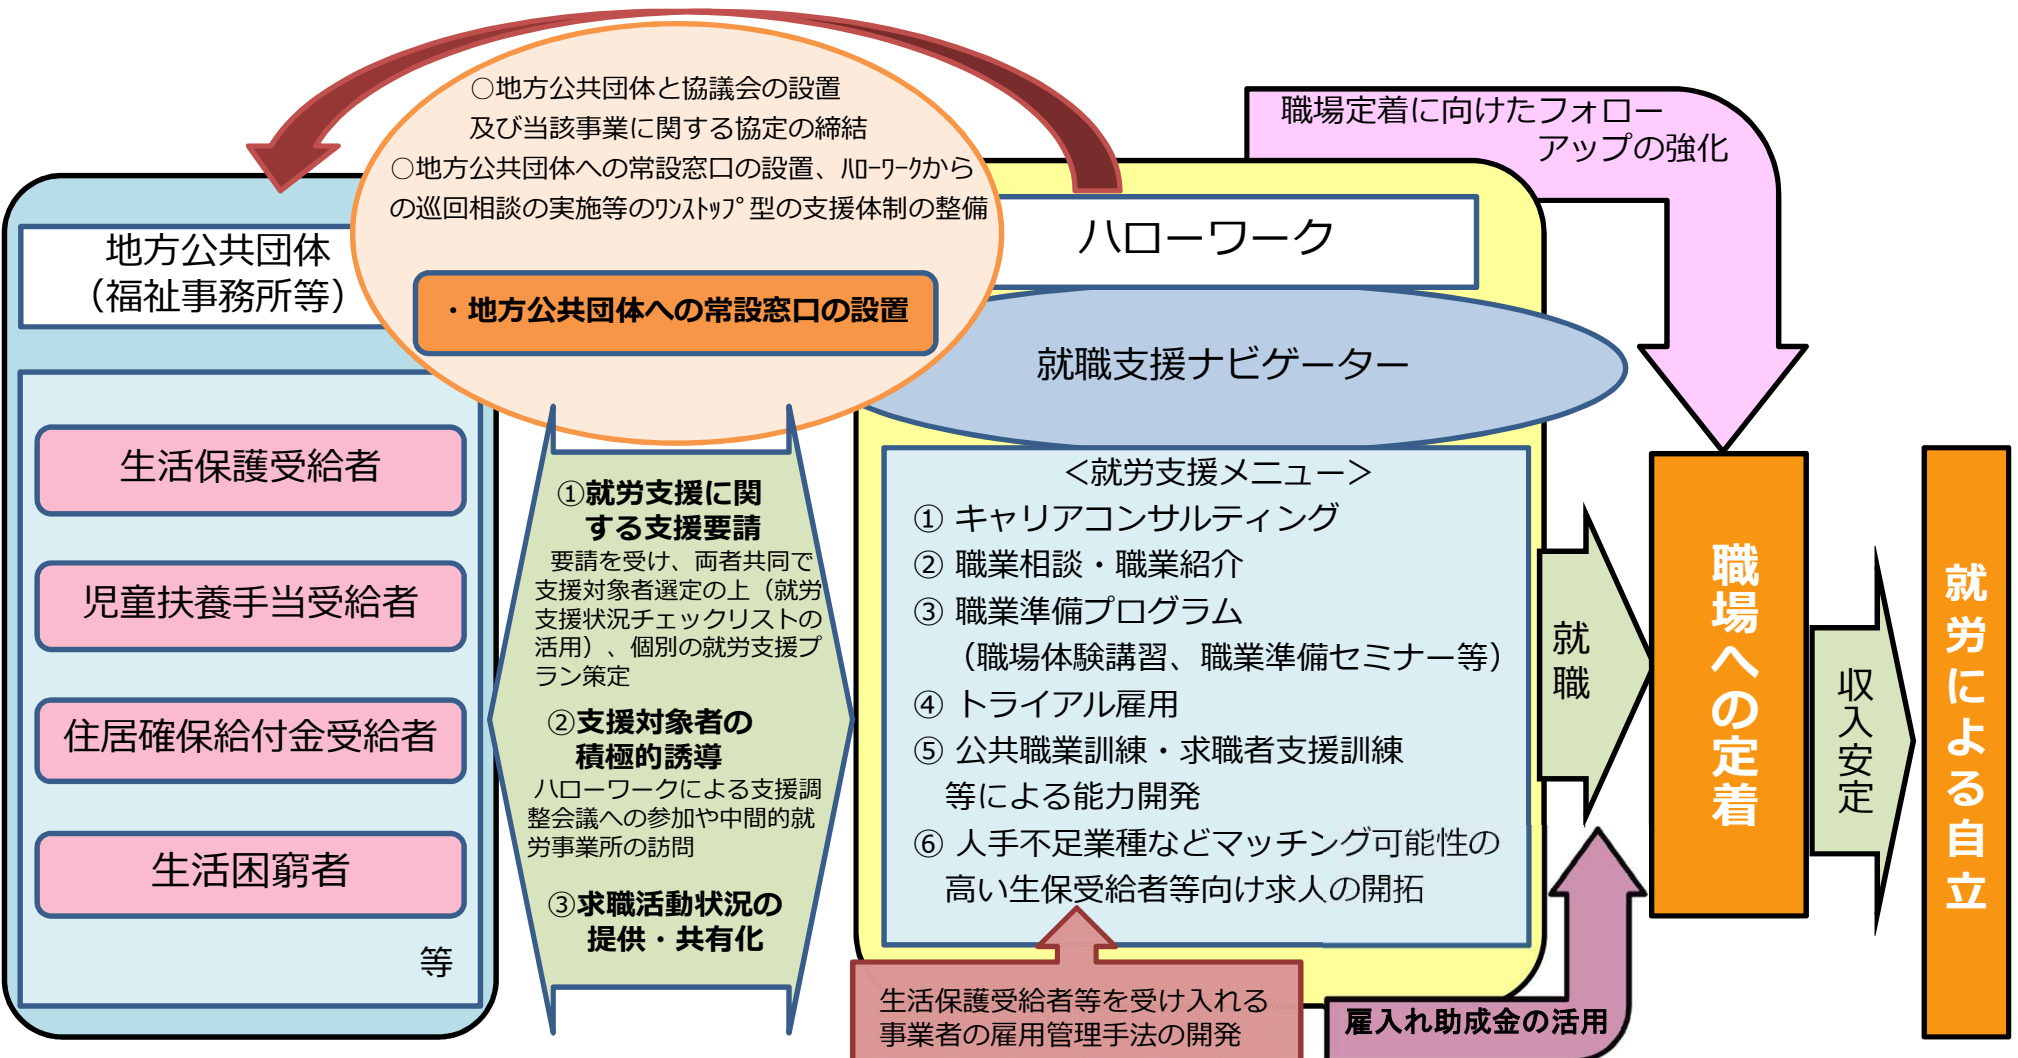 ○地方公共団体と協議会の設置
及び当該事業に関する協定の締結
○地方公共団体への常設窓口の設置、ﾊﾛｰﾜｰｸから
の巡回相談の実施等のﾜﾝｽﾄｯﾌﾟ型の支援体制の整備
・地方公共団体への常設窓口の設置
職場定着に向けたフォロー
アップの強化
地方公共団体
（福祉事務所等）
生活保護受給者
児童扶養手当受給者
住居確保給付金受給者
生活困窮者
等
①就労支援に関
する支援要請
要請を受け、両者共同で
支援対象者選定の上（就労
支援状況チェックリストの
活用）、個別の就労支援プ
ラン策定
②支援対象者の
積極的誘導
ハローワークによる支援調
整会議への参加や中間的就
労事業所の訪問
③求職活動状況の
提供・共有化
ハローワーク
就職支援ナビゲーター
＜就労支援メニュー＞
① キャリアコンサルティング
② 職業相談・職業紹介
③ 職業準備プログラム
（職場体験講習、職業準備セミナー等）
④ トライアル雇用
⑤ 公共職業訓練・求職者支援訓練
等による能力開発
⑥ 人手不足業種などマッチング可能性の
高い生保受給者等向け求人の開拓
生活保護受給者等を受け入れる
事業者の雇用管理手法の開発
雇入れ助成金の活用
就職
職場への定着
収入安定
就労による自立